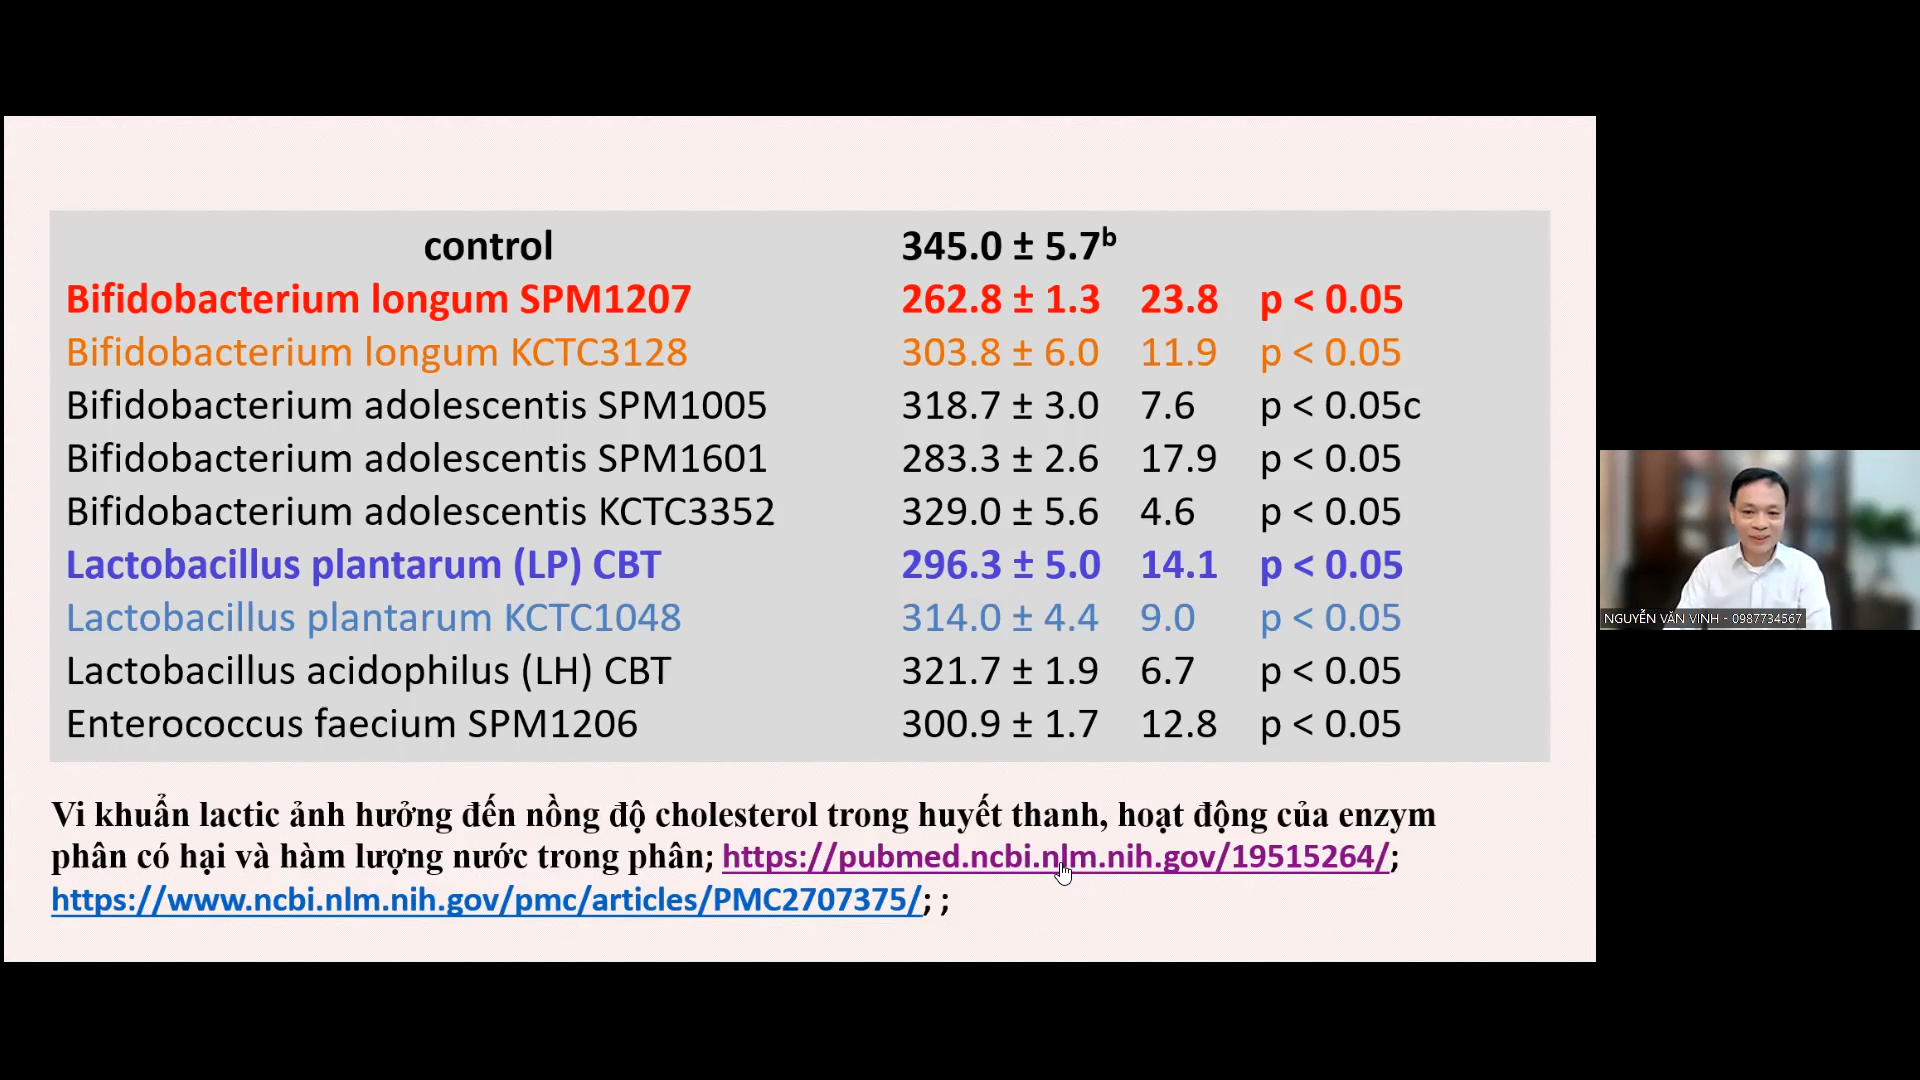 control 345.0 ± 5.7ᵇ
Bifidobacterium longum SPM1207 262.8 ± 1.3 23.8 p < 0.05
Bifidobacterium longum KCTC3128 303.8 ± 6.0 11.9 p < 0.05
Bifidobacterium adolescentis SPM1005 318.7 ± 3.0 7.6 p < 0.05c
Bifidobacterium adolescentis SPM1601 283.3 ± 2.6 17.9 p < 0.05
Bifidobacterium adolescentis KCTC3352 329.0 ± 5.6 4.6 p < 0.05
Lactobacillus plantarum (LP) CBT 296.3 ± 5.0 14.1 p < 0.05
Lactobacillus plantarum KCTC1048 314.0 ± 4.4 9.0 p < 0.05
Lactobacillus acidophilus (LH) CBT 321.7 ± 1.9 6.7 p < 0.05
Enterococcus faecium SPM1206 300.9 ± 1.7 12.8 p < 0.05
Vi khuẩn lactic ảnh hưởng đến nồng độ cholesterol trong huyết thanh, hoạt động của enzym
phân có hại và hàm lượng nước trong phân; https://pubmed.ncbi.nlm.nih.gov/19515264/;
https://www.ncbi.nlm.nih.gov/pmc/articles/PMC2707375/; ;
NGUYỄN VĂN VINH - 0987734567